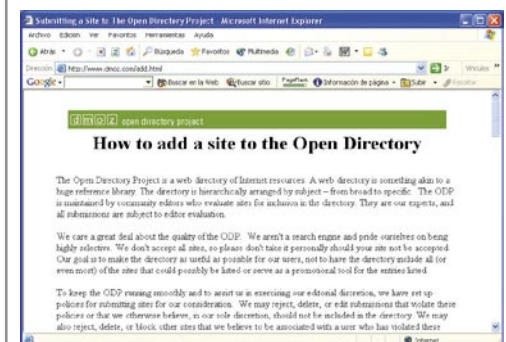 Submitting a Site to The Open Directory Project - Microsoft Internet Explorer
Archivo Edición Ver Favoritos Herramientas Ayuda
Atrás Búsqueda Favoritos Multimedia
Dirección http://www.dmoz.com/add.html Ir Vínculos
Google Buscar en la Web Buscar sitio PageRank Información de página Subir Resaltar
dmoz open directory project
How to add a site to the Open Directory
The Open Directory Project is a web directory of Internet resources. A web directory is something akin to a
huge reference library. The directory is hierarchically arranged by subject – from broad to specific. The ODP
is maintained by community editors who evaluate sites for inclusion in the directory. They are our experts, and
all submissions are subject to editor evaluation.
We care a great deal about the quality of the ODP. We aren't a search engine and pride ourselves on being
highly selective. We don't accept all sites, so please don't take it personally should your site not be accepted.
Our goal is to make the directory as useful as possible for our users, not to have the directory include all (or
even most) of the sites that could possibly be listed or serve as a promotional tool for the entities listed.
To keep the ODP running smoothly and to assist us in exercising our editorial discretion, we have set up
policies for submitting sites for our consideration. We may reject, delete, or edit submissions that violate these
policies or that we otherwise believe, in our sole discretion, should not be included in the directory. We may
also reject, delete, or block other sites that we believe to be associated with a user who has violated these
Internet